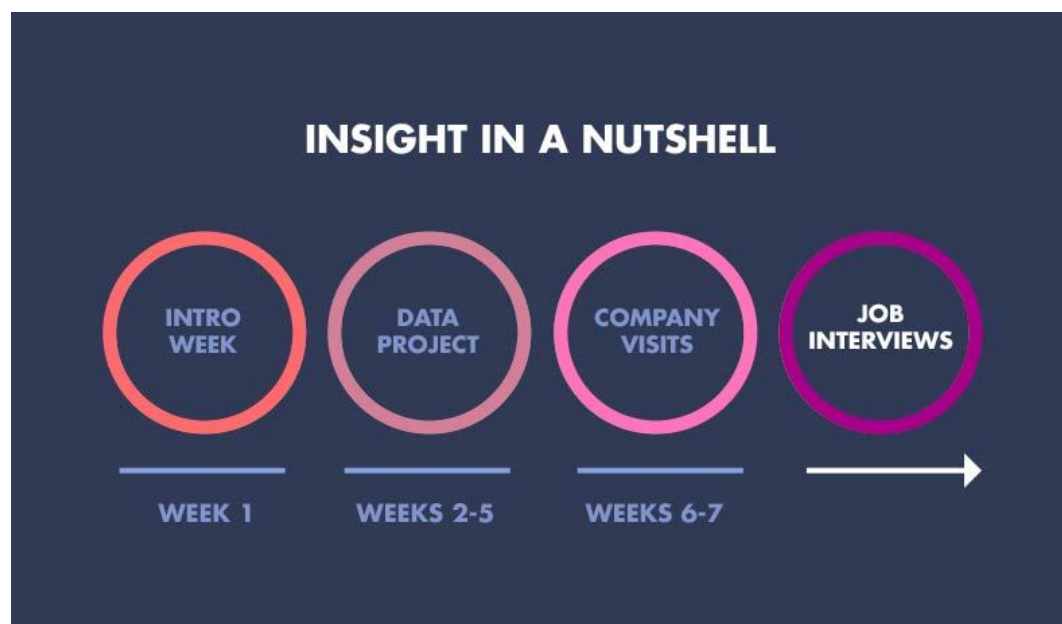 INSIGHT IN A NUTSHELL
INTRO
WEEK
DATA
PROJECT
COMPANY
VISITS
JOB
INTERVIEWS
WEEK 1
WEEKS 2-5
WEEKS 6-7